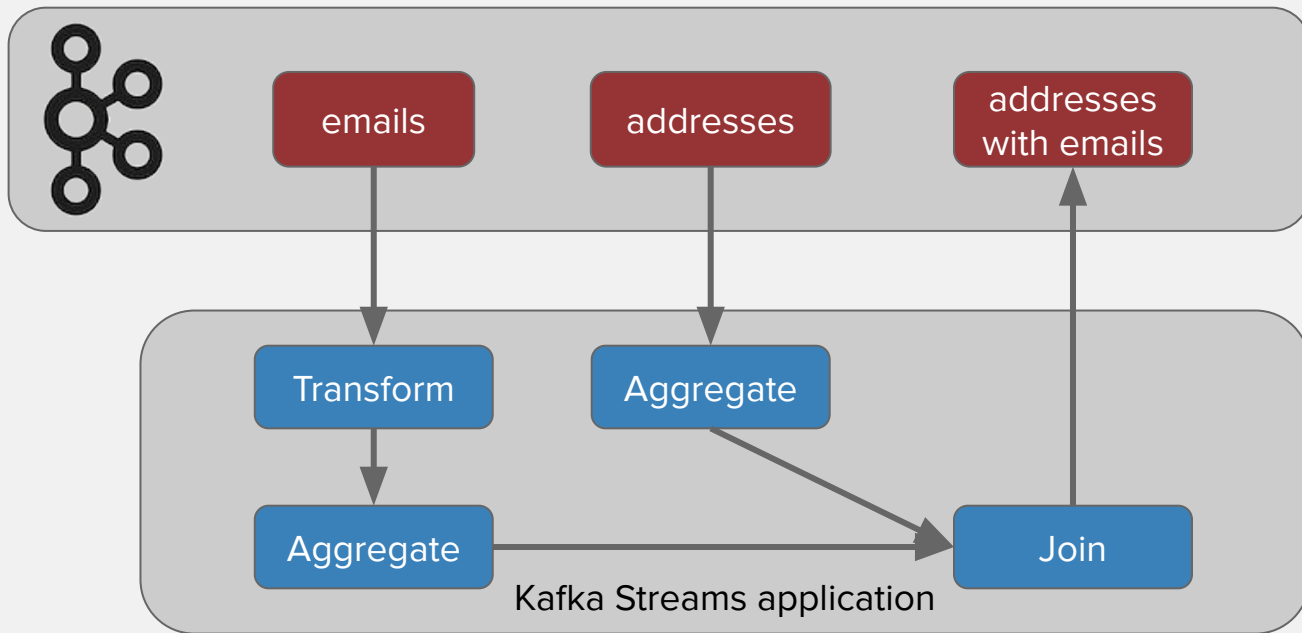 emails
addresses
addresses
with emails
Transform
Aggregate
Aggregate
Join
Kafka Streams application